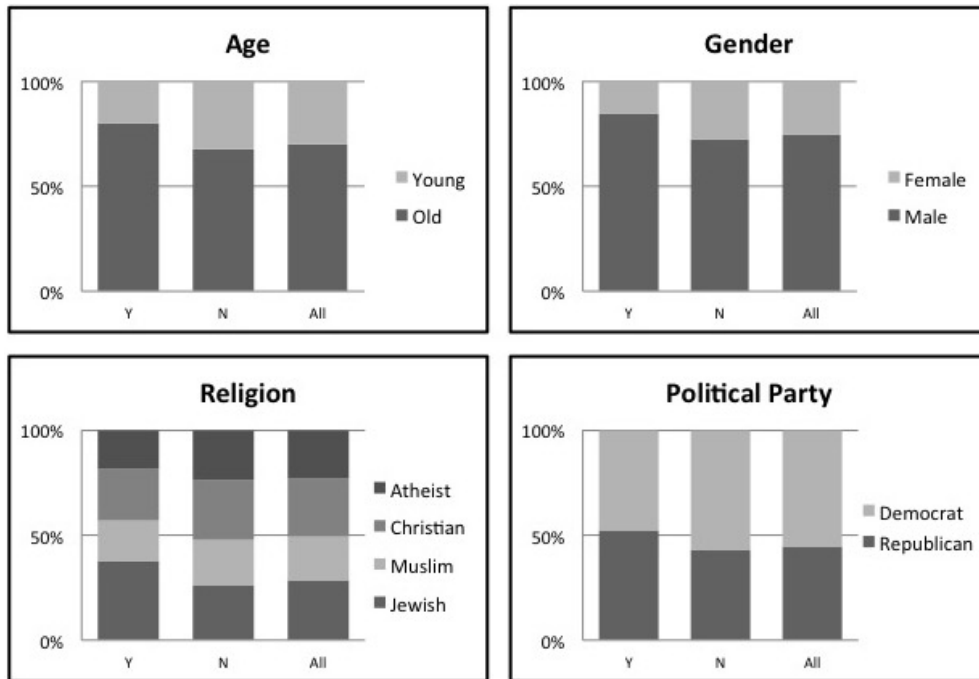 Age
100%
50%
0%
Y N All
Young
Old
Gender
100%
50%
0%
Y N All
Female
Male
Religion
100%
50%
0%
Y N All
Atheist
Christian
Muslim
Jewish
Political Party
100%
50%
0%
Y N All
Democrat
Republican